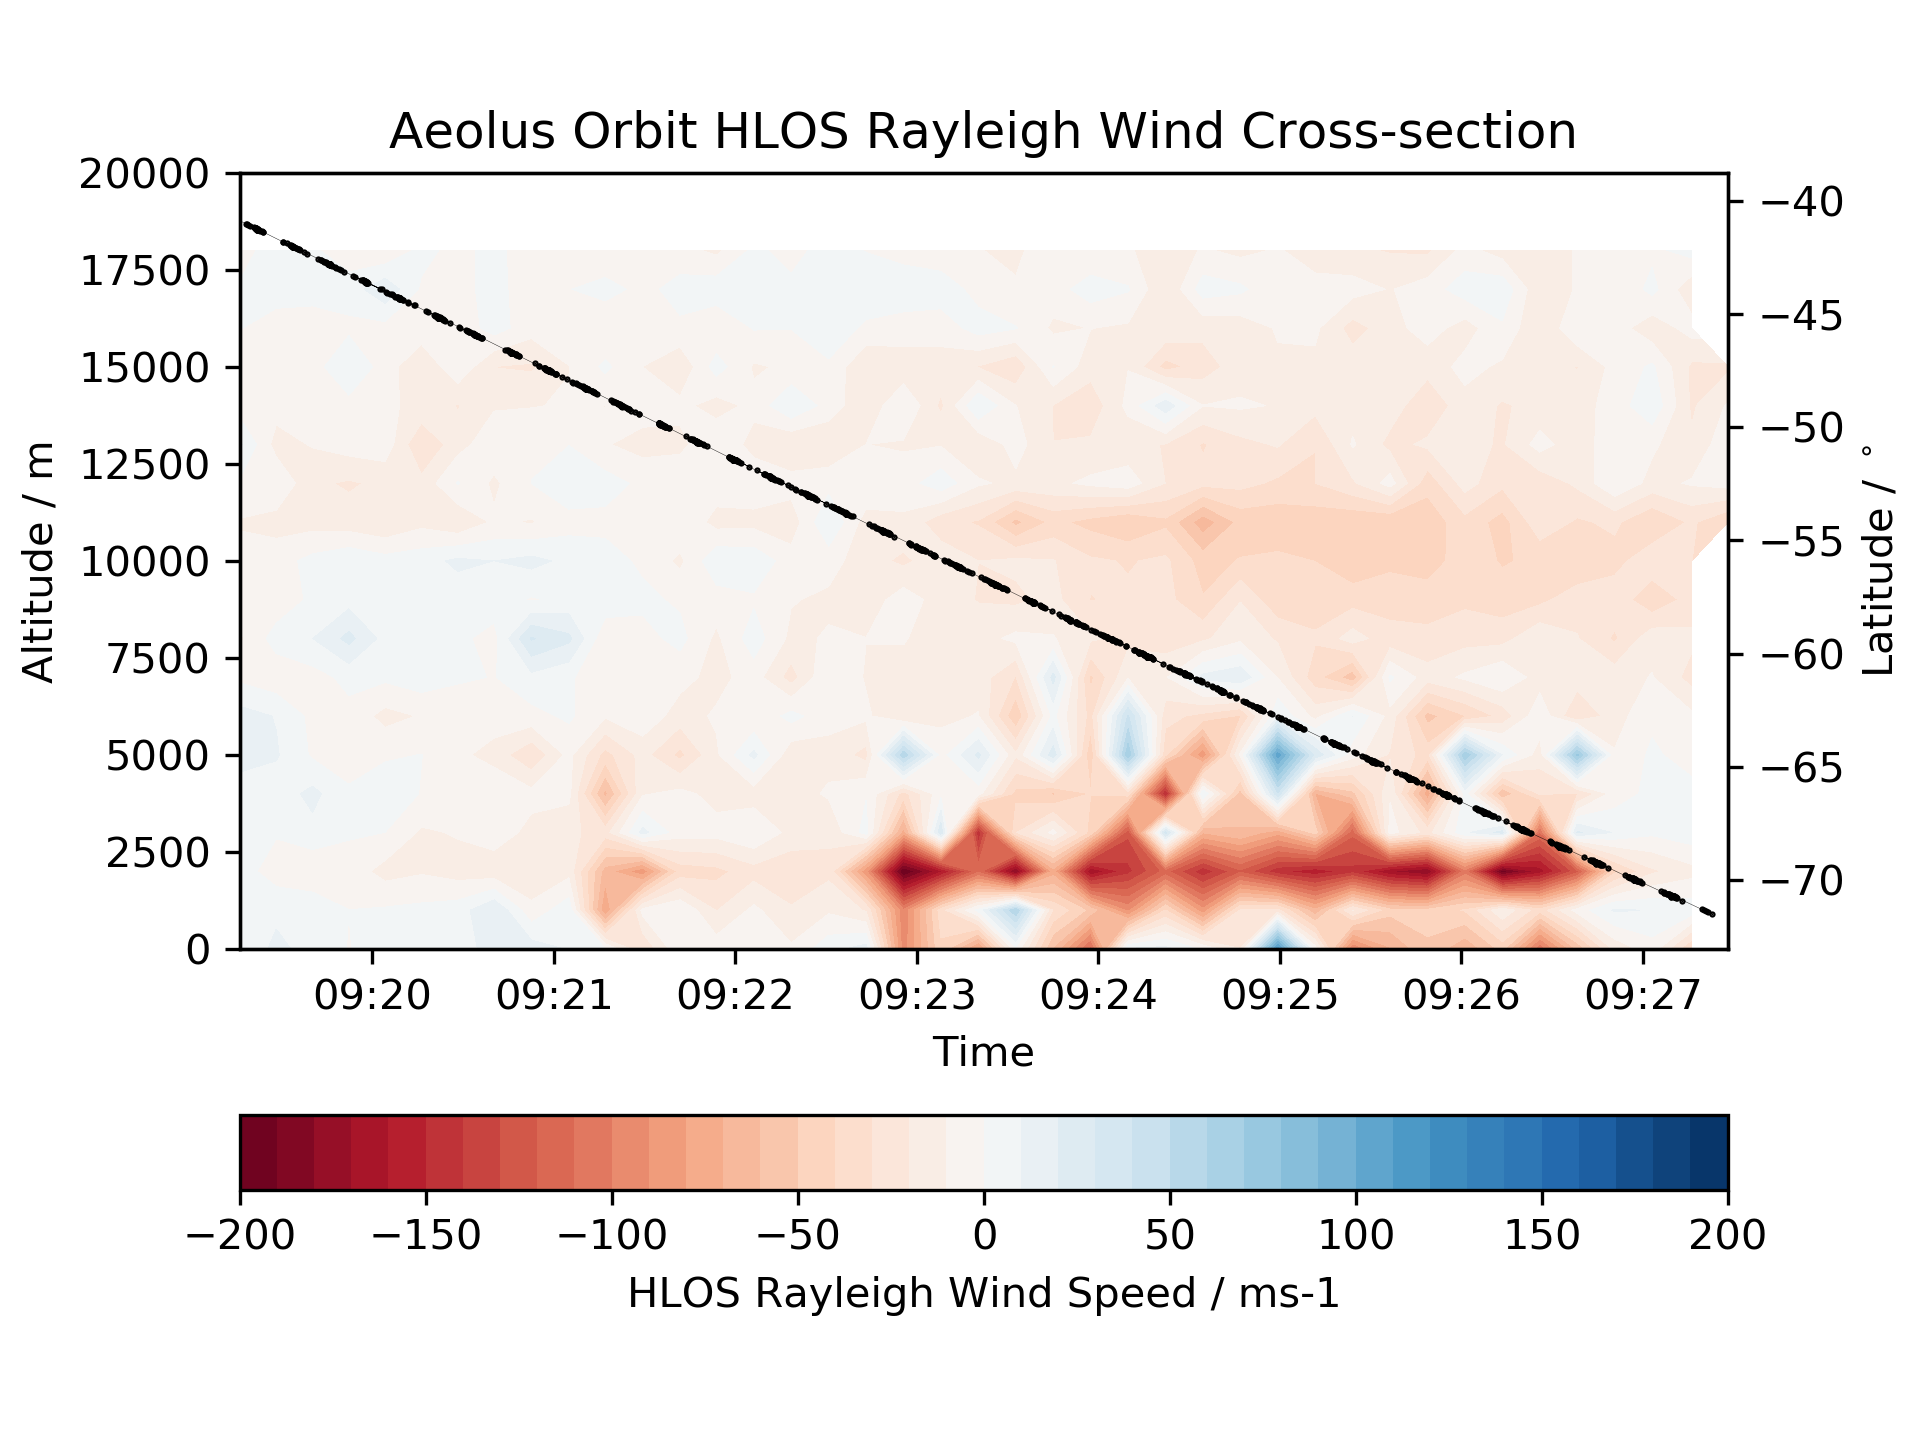 Aeolus Orbit HLOS Rayleigh Wind Cross-section
20000
17500
15000
12500
10000
7500
5000
2500
0
Altitude / m
−40
−45
−50
−55
−60
−65
−70
Latitude / °
09:20 09:21 09:22 09:23 09:24 09:25 09:26 09:27
Time
−200 −150 −100 −50 0 50 100 150 200
HLOS Rayleigh Wind Speed / ms-1